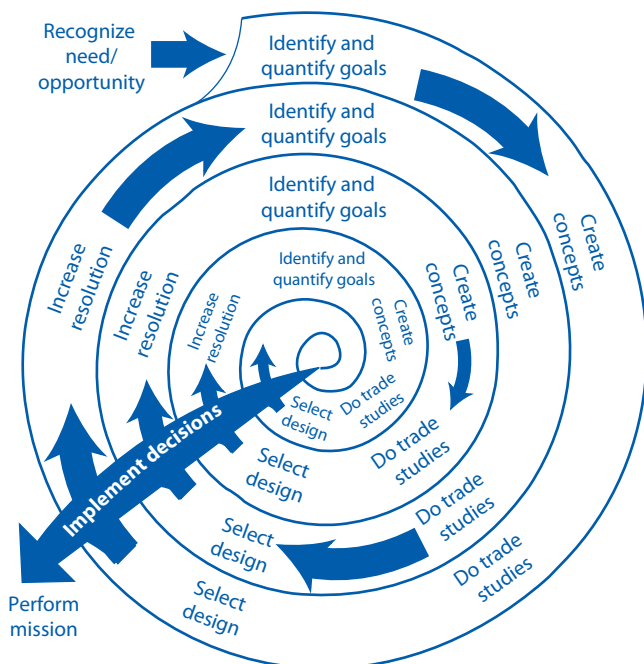 Recognize
need/
opportunity
Identify and
quantify goals
Identify and
quantify goals
Identify and
quantify goals
Identify and
quantify goals
Create
concepts
Create
concepts
Create
concepts
Create
concepts
Increase
resolution
Increase
resolution
Increase
resolution
Do trade
studies
Do trade
studies
Do trade
studies
Do trade
studies
Select
design
Select
design
Select
design
Select
design
Implement decisions
Perform
mission